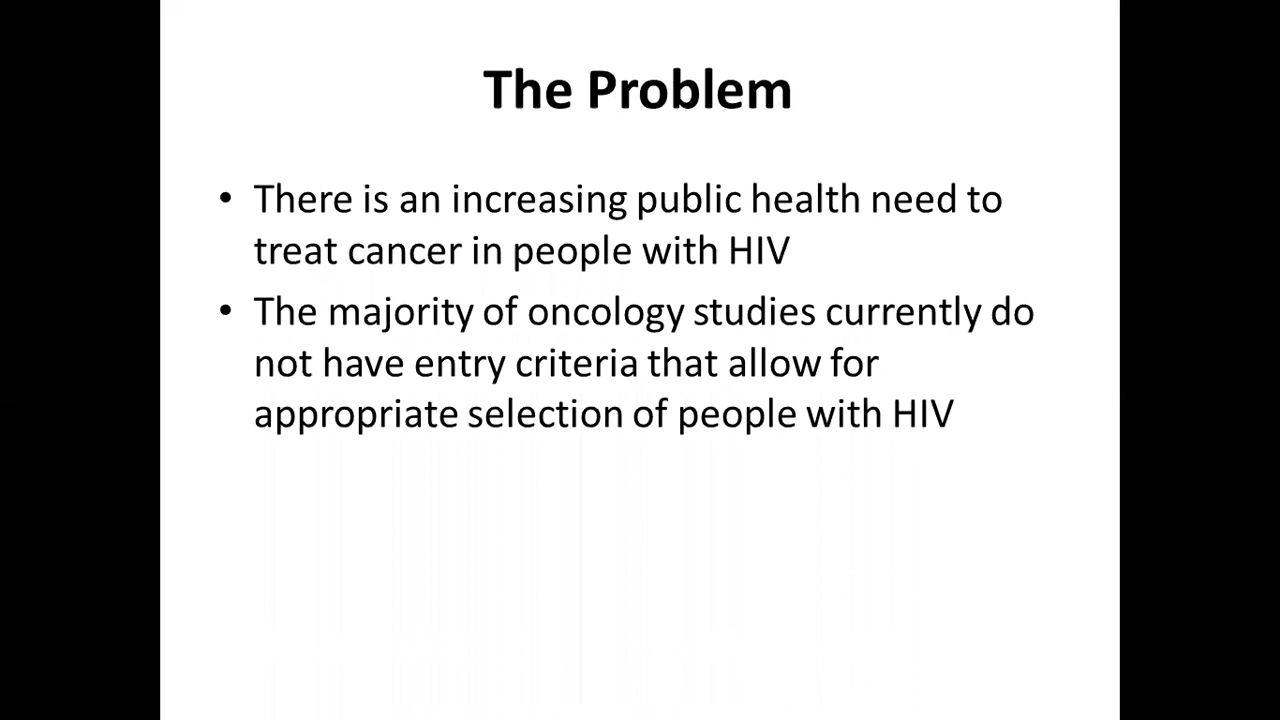 The Problem
• There is an increasing public health need to
treat cancer in people with HIV
• The majority of oncology studies currently do
not have entry criteria that allow for
appropriate selection of people with HIV